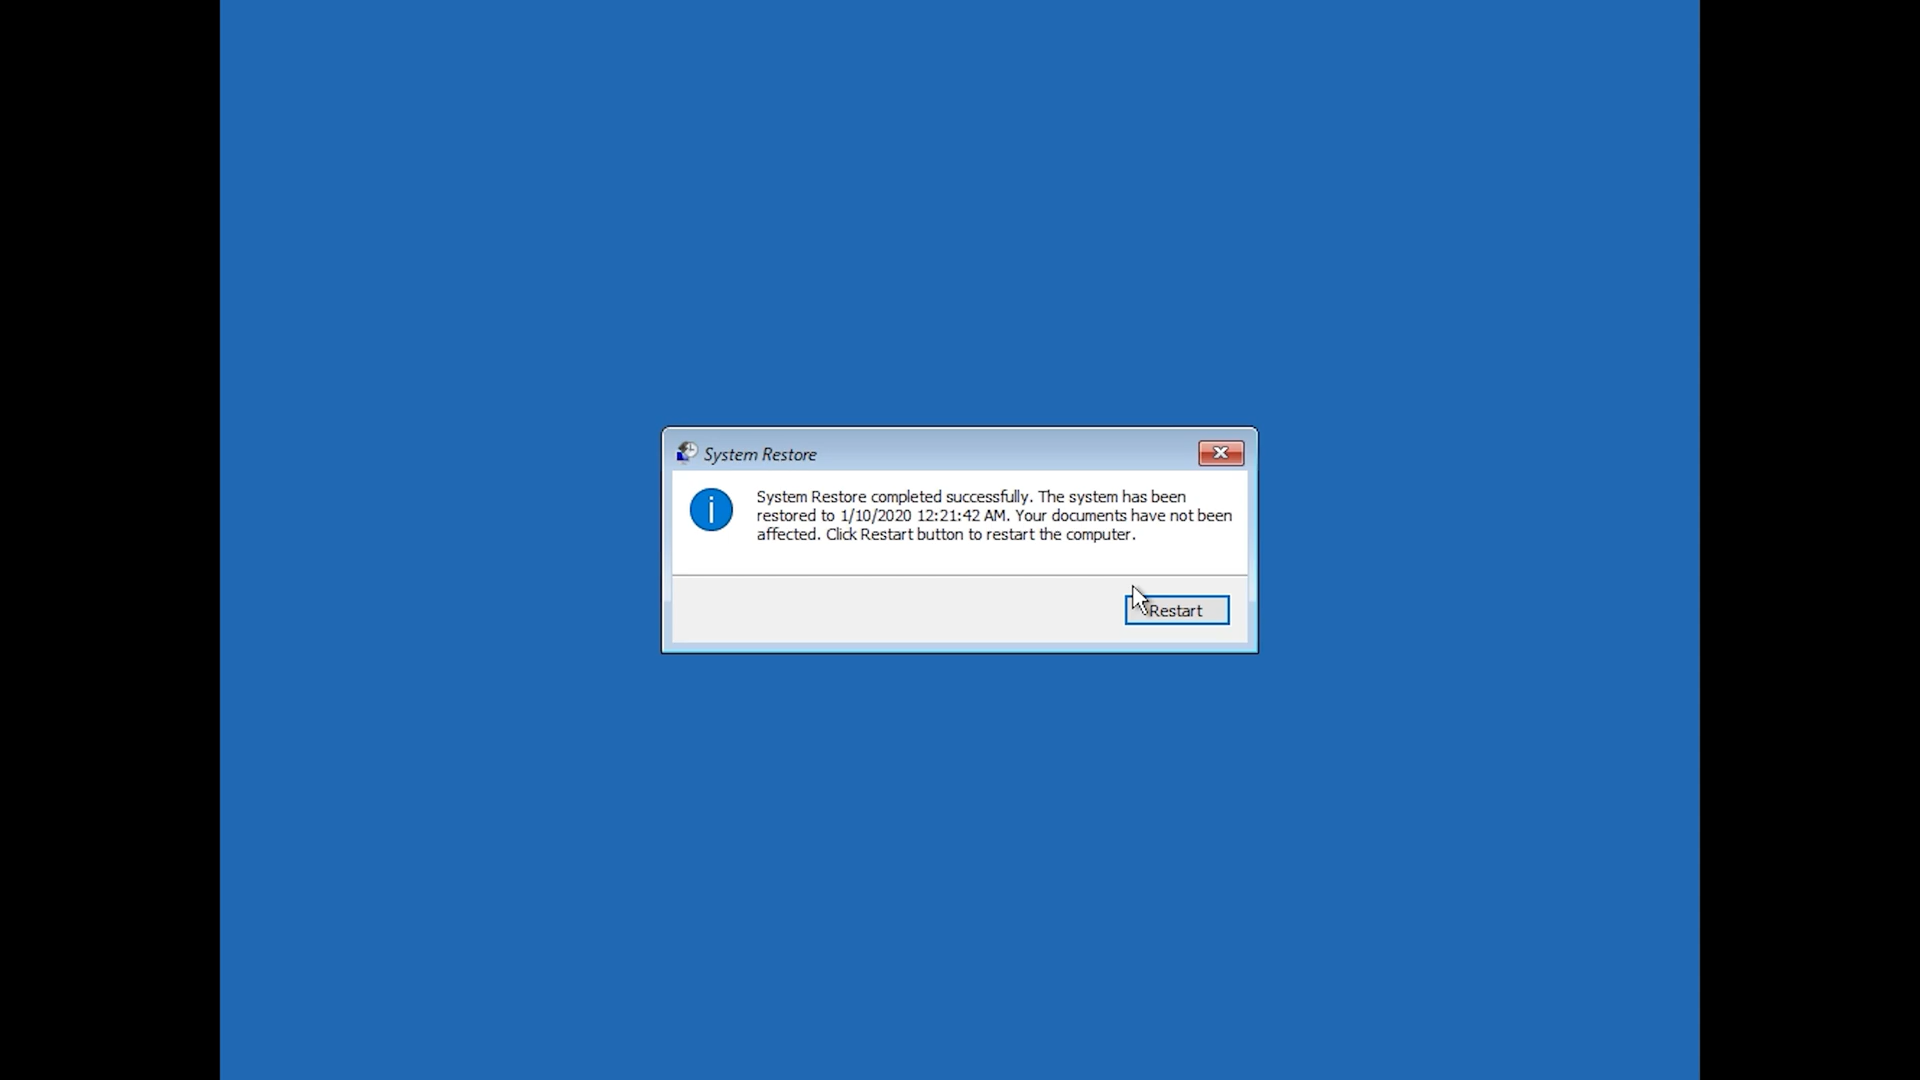 System Restore
System Restore completed successfully. The system has been
restored to 1/10/2020 12:21:42 AM. Your documents have not been
affected. Click Restart button to restart the computer.
Restart